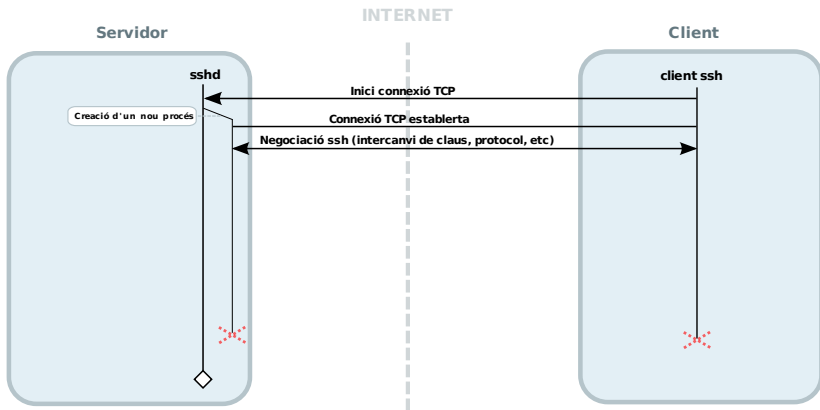 INTERNET
Servidor
Client
sshd
client ssh
Inici connexió TCP
Creació d'un nou procés
Connexió TCP establerta
Negociació ssh (intercanvi de claus, protocol, etc)